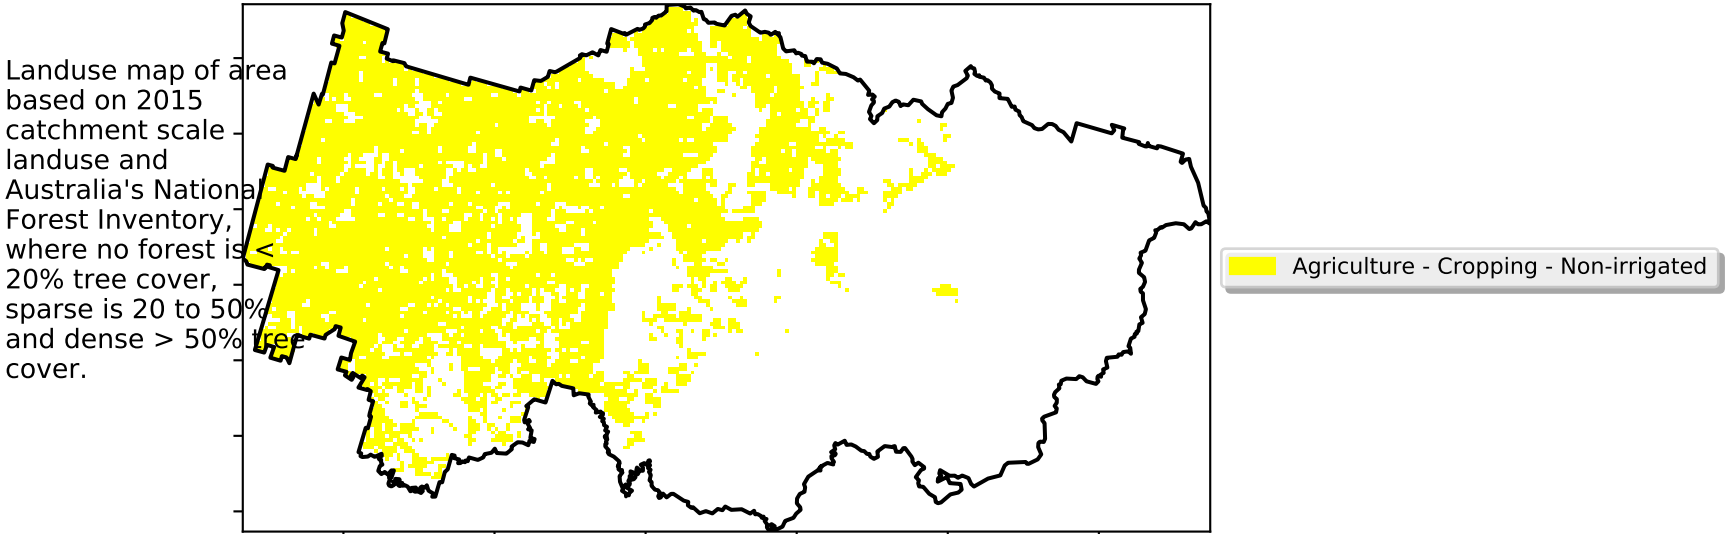 Landuse map of area
based on 2015
catchment scale
landuse and
Australia's National
Forest Inventory,
where no forest is <
20% tree cover,
sparse is 20 to 50%
and dense > 50% tree
cover.
Agriculture - Cropping - Non-irrigated